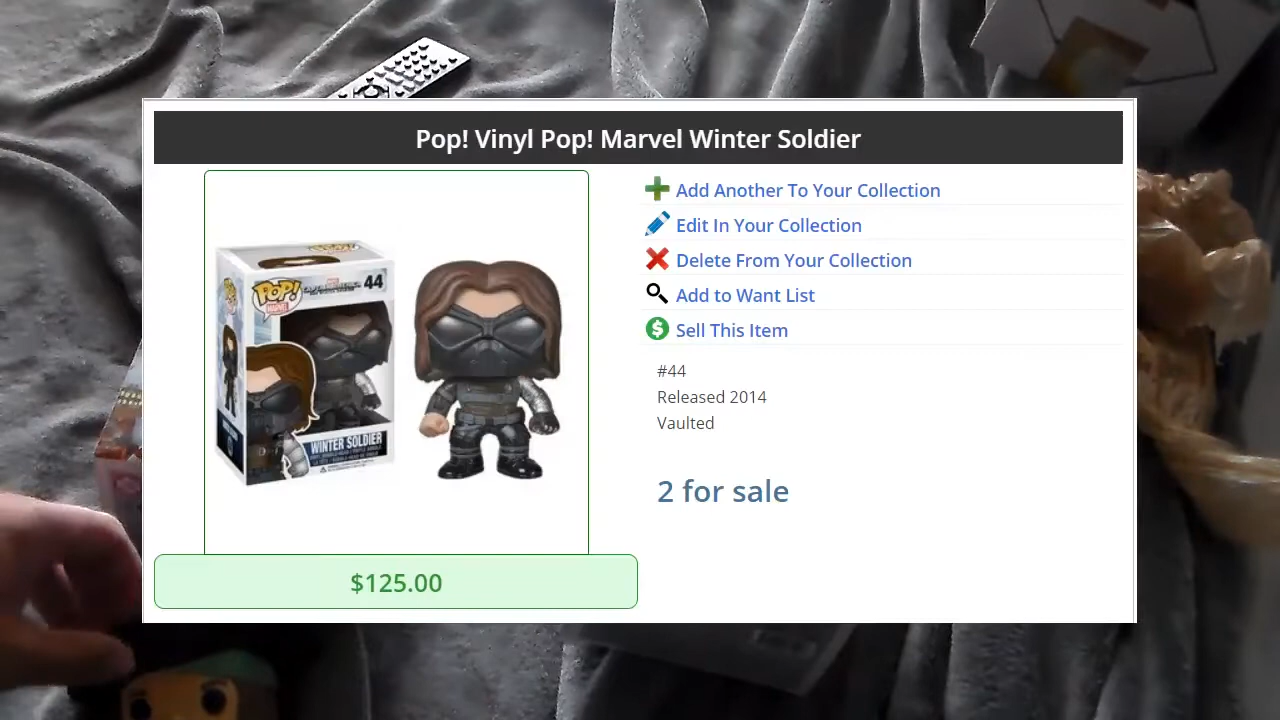 Pop! Vinyl Pop! Marvel Winter Soldier
Add Another To Your Collection
Edit In Your Collection
Delete From Your Collection
Add to Want List
Sell This Item
#44
Released 2014
Vaulted
2 for sale
POP!
MARVEL
44
WINTER SOLDIER
$125.00